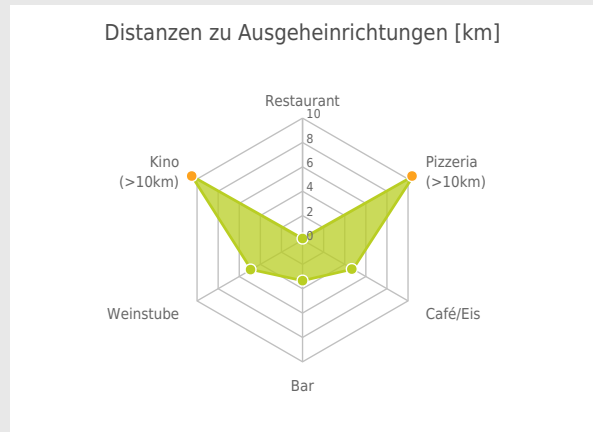 Distanzen zu Ausgeheinrichtungen [km]
Restaurant
10
8
6
4
2
0
Kino
(>10km)
Pizzeria
(>10km)
Weinstube
Café/Eis
Bar